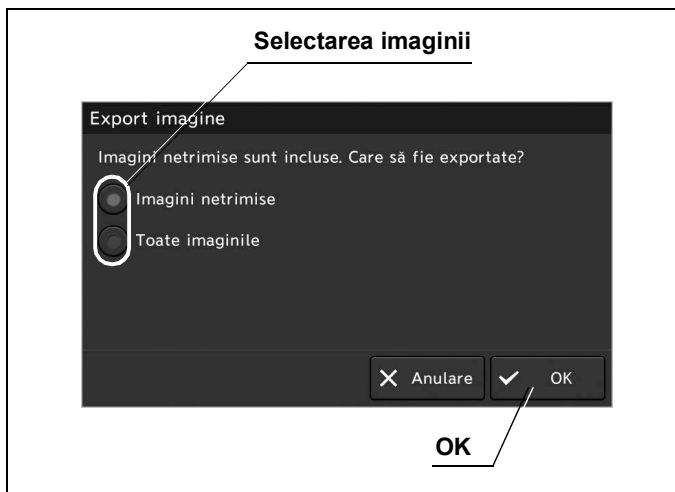 Selectarea imaginii
Export imagine
Imagini netrimise sunt incluse. Care să fie exportate?
Imagini netrimise
Toate imaginile
Anulare
OK
OK